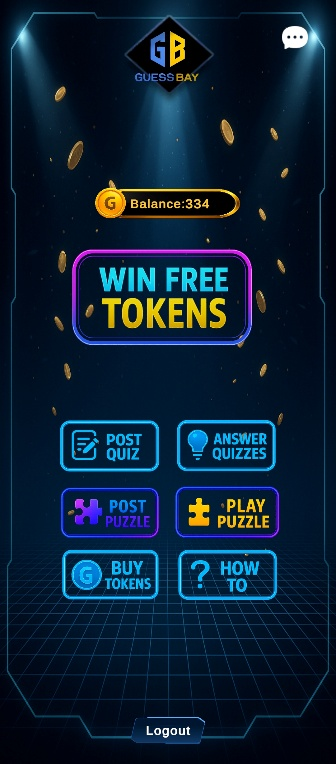 GB
GUESSBAY
Balance:334
WIN FREE
TOKENS
POST
QUIZ
ANSWER
QUIZZES
POST
PUZZLE
PLAY
PUZZLE
G
BUY
TOKENS
?
HOW
TO
Logout